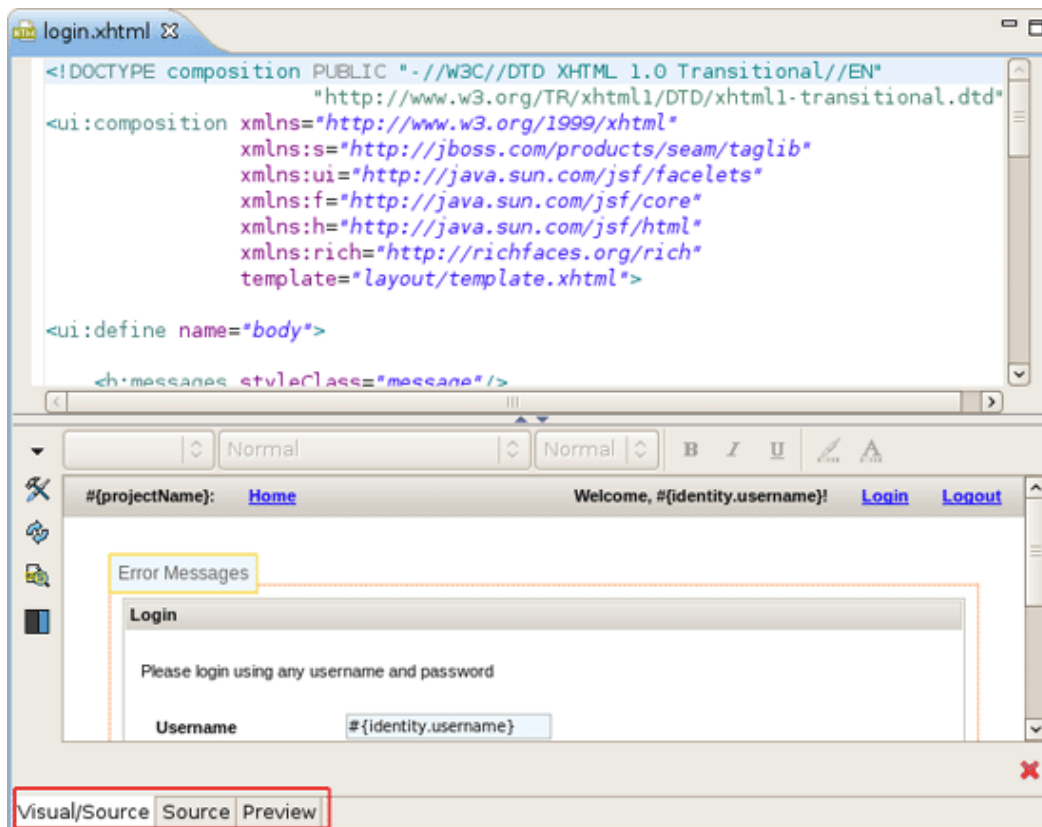 login.xhtml
<!DOCTYPE composition PUBLIC "-//W3C//DTD XHTML 1.0 Transitional//EN"
"http://www.w3.org/TR/xhtml1/DTD/xhtml1-transitional.dtd"
<ui:composition xmlns="http://www.w3.org/1999/xhtml"
xmlns:s="http://jboss.com/products/seam/taglib"
xmlns:ui="http://java.sun.com/jsf/facelets"
xmlns:f="http://java.sun.com/jsf/core"
xmlns:h="http://java.sun.com/jsf/html"
xmlns:rich="http://richfaces.org/rich"
template="layout/template.xhtml">
<ui:define name="body">
<h:messages styleClass="message"/>
Normal Normal B I U A
#{projectName}: Home Welcome, #{identity.username}! Login Logout
Error Messages
Login
Please login using any username and password
Username #{identity.username}
Visual/Source Source Preview